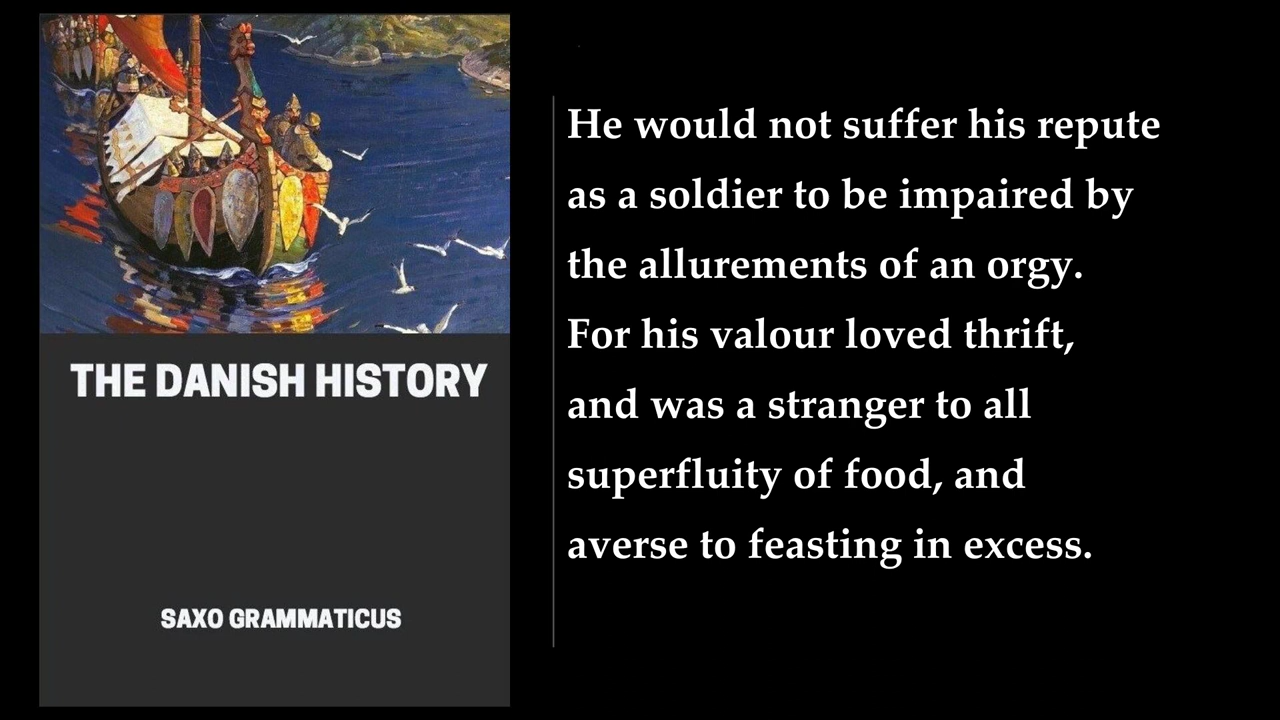 THE DANISH HISTORY
SAXO GRAMMATICUS
He would not suffer his repute
as a soldier to be impaired by
the allurements of an orgy.
For his valour loved thrift,
and was a stranger to all
superfluity of food, and
averse to feasting in excess.